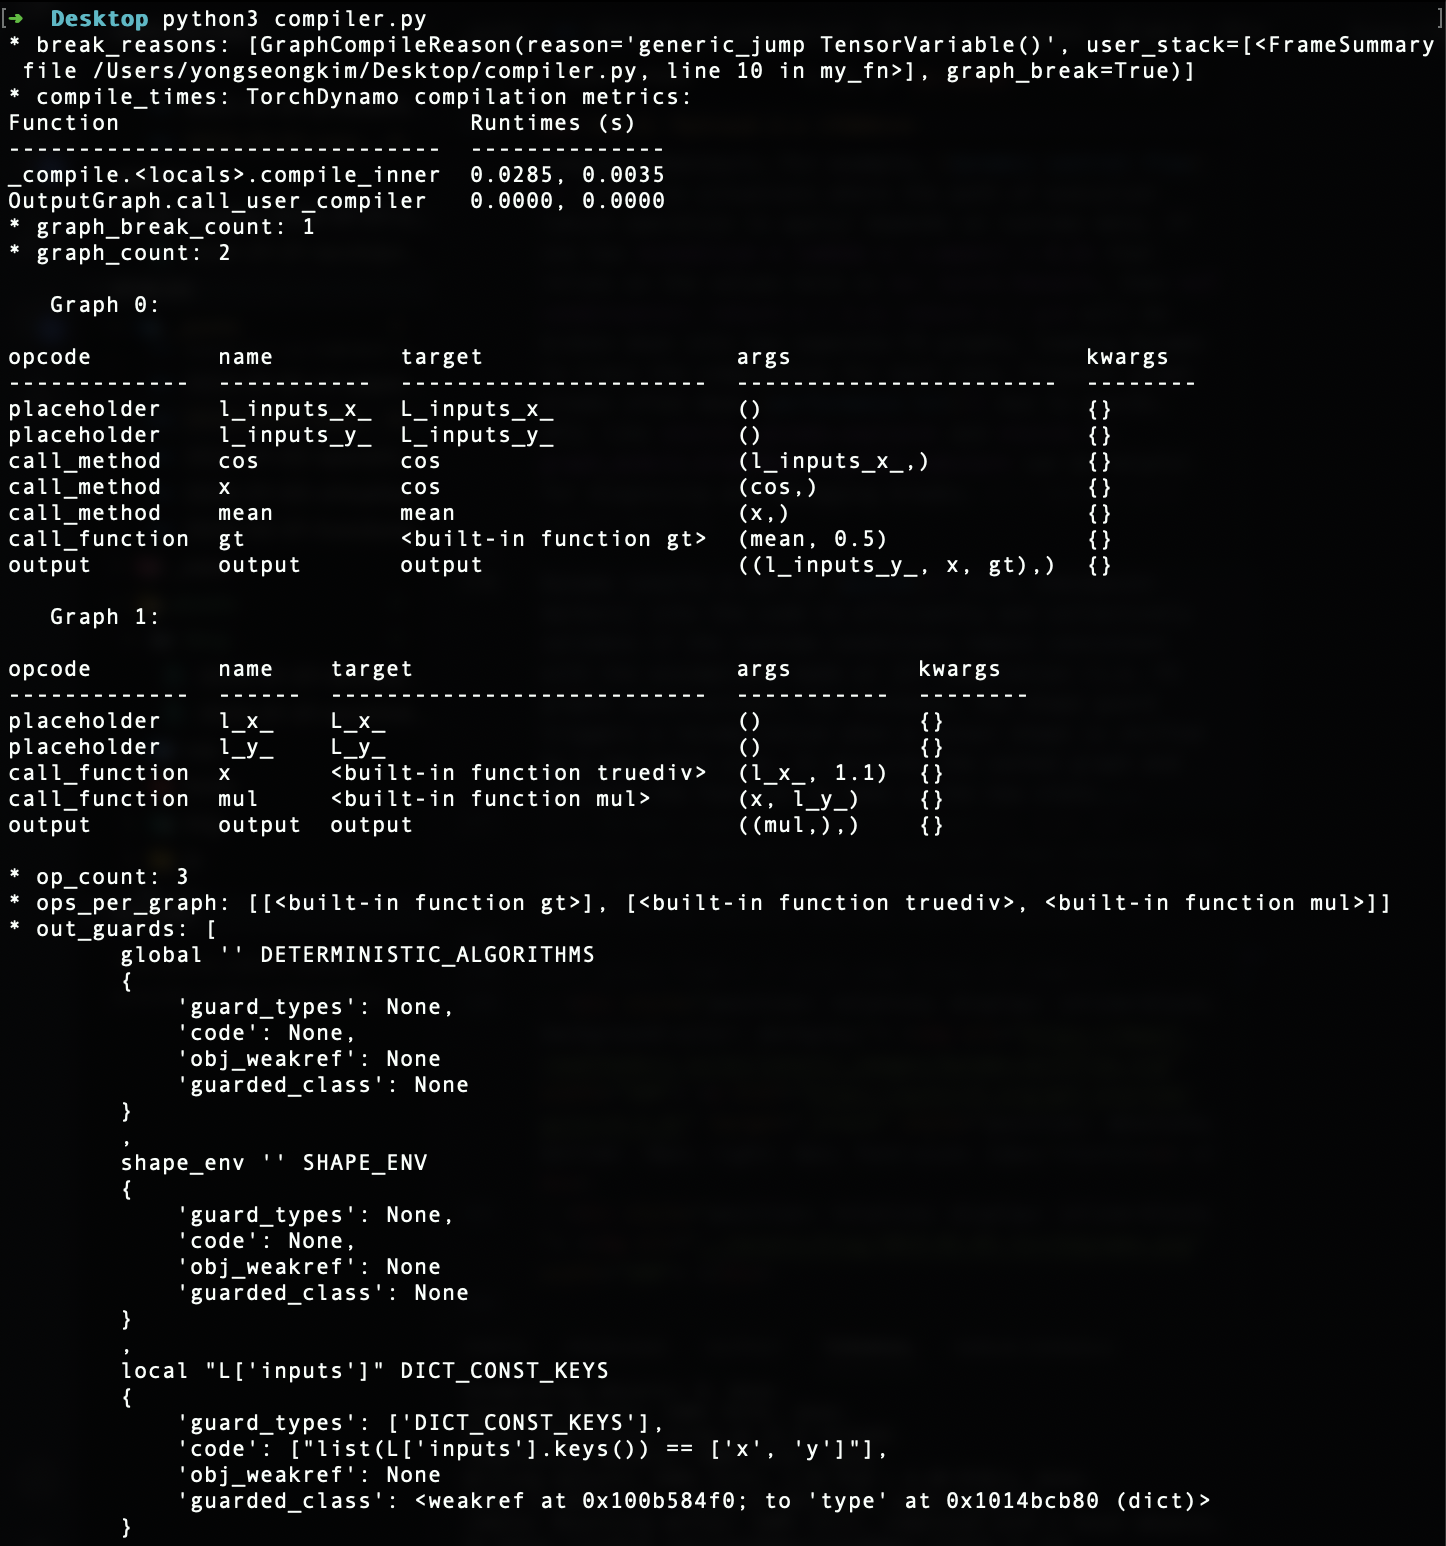 [➜  Desktop python3 compiler.py ]
* break_reasons: [GraphCompileReason(reason='generic_jump TensorVariable()', user_stack=[<FrameSummary
 file /Users/yongseongkim/Desktop/compiler.py, line 10 in my_fn>], graph_break=True)]
* compile_times: TorchDynamo compilation metrics:
Function                         Runtimes (s)
-------------------------------  --------------
_compile.<locals>.compile_inner  0.0285, 0.0035
OutputGraph.call_user_compiler   0.0000, 0.0000
* graph_break_count: 1
* graph_count: 2
   Graph 0:
opcode         name         target                  args                     kwargs
-------------  -----------  ----------------------  -----------------------  --------
placeholder    l_inputs_x_  L_inputs_x_             ()                       {}
placeholder    l_inputs_y_  L_inputs_y_             ()                       {}
call_method    cos          cos                     (l_inputs_x_,)           {}
call_method    x            cos                     (cos,)                   {}
call_method    mean         mean                    (x,)                     {}
call_function  gt           <built-in function gt>  (mean, 0.5)              {}
output         output       output                  ((l_inputs_y_, x, gt),)  {}
   Graph 1:
opcode         name    target                       args         kwargs
-------------  ------  ---------------------------  -----------  --------
placeholder    l_x_    L_x_                         ()           {}
placeholder    l_y_    L_y_                         ()           {}
call_function  x       <built-in function truediv>  (l_x_, 1.1)  {}
call_function  mul     <built-in function mul>      (x, l_y_)    {}
output         output  output                       ((mul,),)    {}
* op_count: 3
* ops_per_graph: [[<built-in function gt>], [<built-in function truediv>, <built-in function mul>]]
* out_guards: [
        global '' DETERMINISTIC_ALGORITHMS
        {
            'guard_types': None,
            'code': None,
            'obj_weakref': None
            'guarded_class': None
        }
        ,
        shape_env '' SHAPE_ENV
        {
            'guard_types': None,
            'code': None,
            'obj_weakref': None
            'guarded_class': None
        }
        ,
        local "L['inputs']" DICT_CONST_KEYS
        {
            'guard_types': ['DICT_CONST_KEYS'],
            'code': ["list(L['inputs'].keys()) == ['x', 'y']"],
            'obj_weakref': None
            'guarded_class': <weakref at 0x100b584f0; to 'type' at 0x1014bcb80 (dict)>
        }